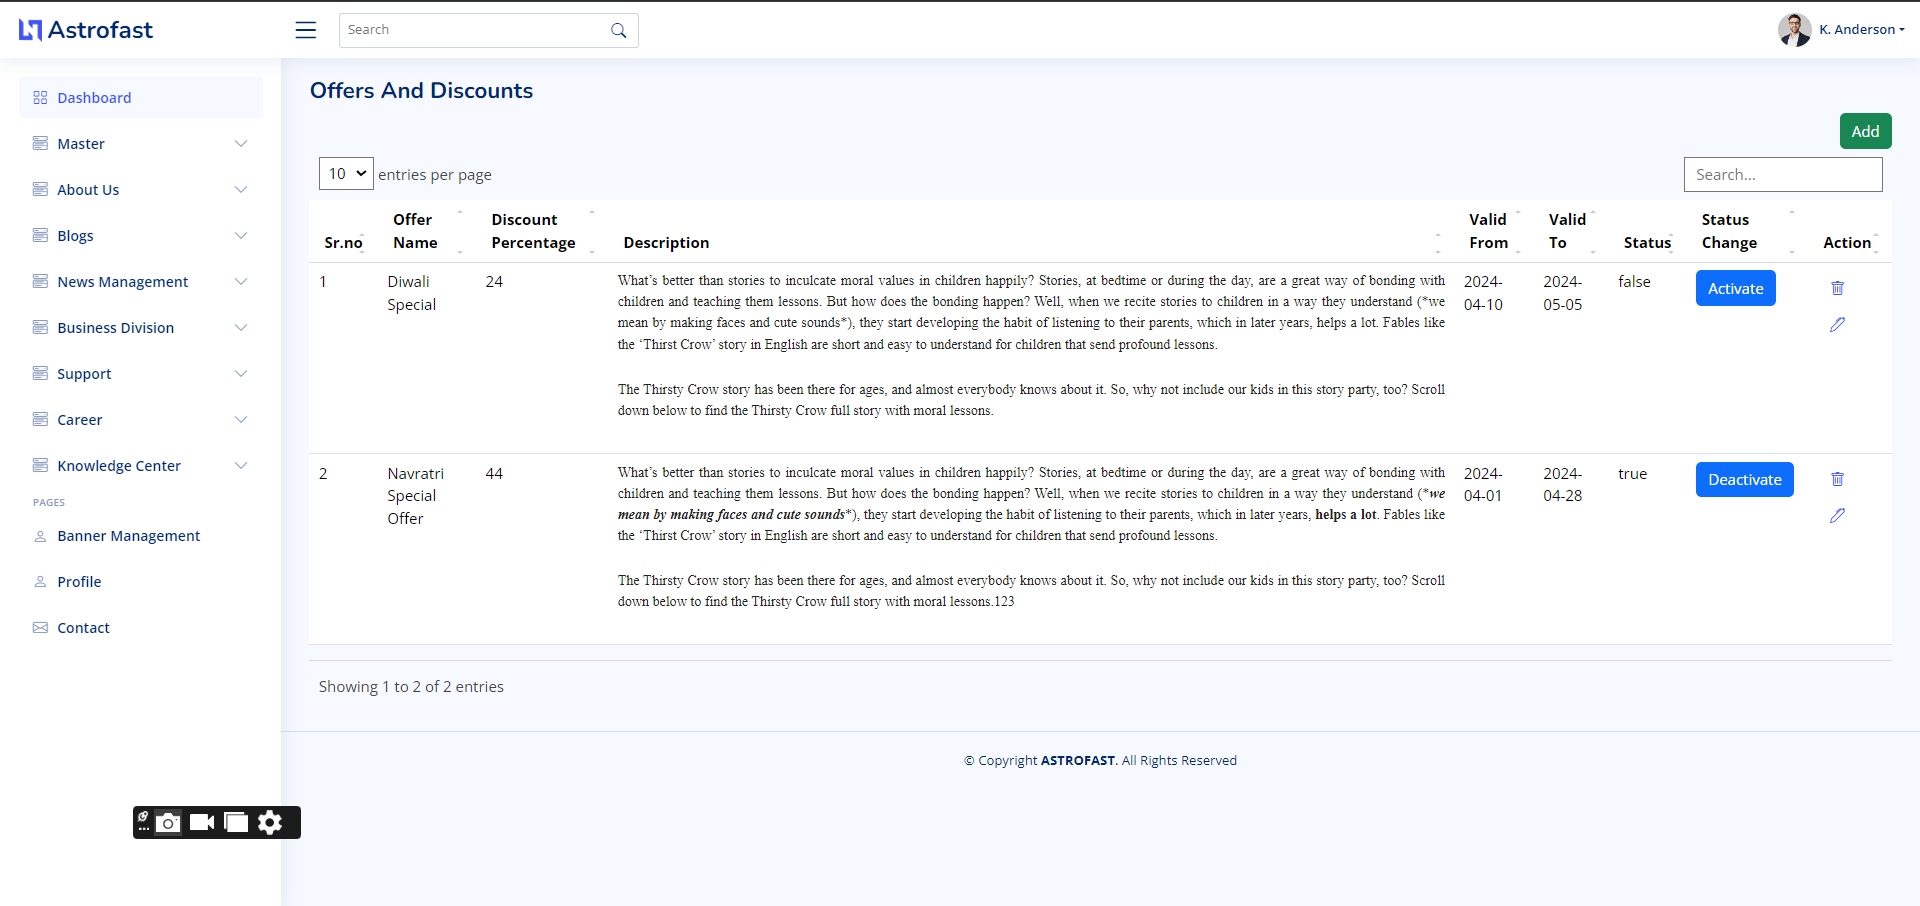 Astrofast
Search
K. Anderson
Dashboard
Master
About Us
Blogs
News Management
Business Division
Support
Career
Knowledge Center
PAGES
Banner Management
Profile
Contact
Offers And Discounts
Add
10 entries per page
Search...
Sr.no Offer Name Discount Percentage Description Valid From Valid To Status Status Change Action
1
Diwali
Special
24
What’s better than stories to inculcate moral values in children happily? Stories, at bedtime or during the day, are a great way of bonding with
children and teaching them lessons. But how does the bonding happen? Well, when we recite stories to children in a way they understand (*we
mean by making faces and cute sounds*), they start developing the habit of listening to their parents, which in later years, helps a lot. Fables like
the ‘Thirst Crow’ story in English are short and easy to understand for children that send profound lessons.
The Thirsty Crow story has been there for ages, and almost everybody knows about it. So, why not include our kids in this story party, too? Scroll
down below to find the Thirsty Crow full story with moral lessons.
2024-
04-10
2024-
05-05
false
Activate
2
Navratri
Special
Offer
44
What’s better than stories to inculcate moral values in children happily? Stories, at bedtime or during the day, are a great way of bonding with
children and teaching them lessons. But how does the bonding happen? Well, when we recite stories to children in a way they understand (*we
mean by making faces and cute sounds*), they start developing the habit of listening to their parents, which in later years, helps a lot. Fables like
the ‘Thirst Crow’ story in English are short and easy to understand for children that send profound lessons.
The Thirsty Crow story has been there for ages, and almost everybody knows about it. So, why not include our kids in this story party, too? Scroll
down below to find the Thirsty Crow full story with moral lessons.123
2024-
04-01
2024-
04-28
true
Deactivate
Showing 1 to 2 of 2 entries
© Copyright ASTROFAST. All Rights Reserved